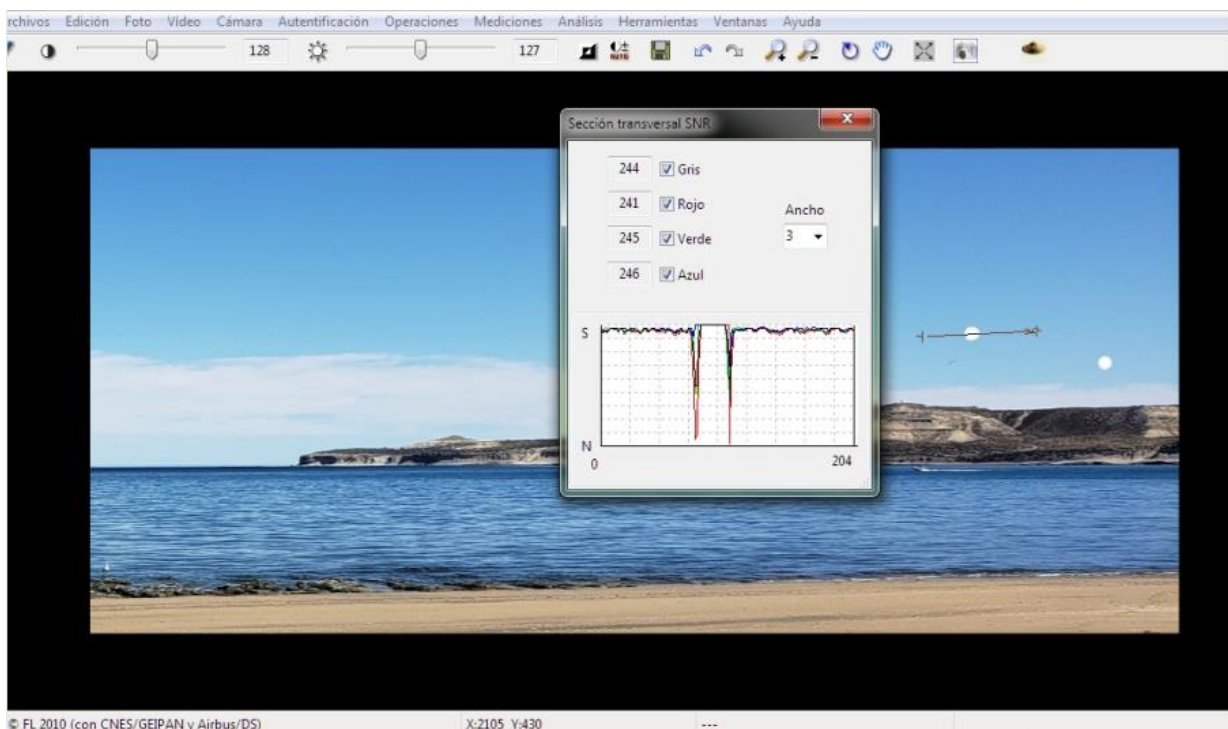 rchivos Edición Foto Vídeo Cámara Autentificación Operaciones Mediciones Análisis Herramientas Ventanas Ayuda
128 127 AUTO
Sección transversal SNR
244 Gris
241 Rojo
Ancho
245 Verde
3
246 Azul
S
N
0 204
© FL 2010 (con CNES/GEIPAN y Airbus/DS) X:2105 Y:430 ---